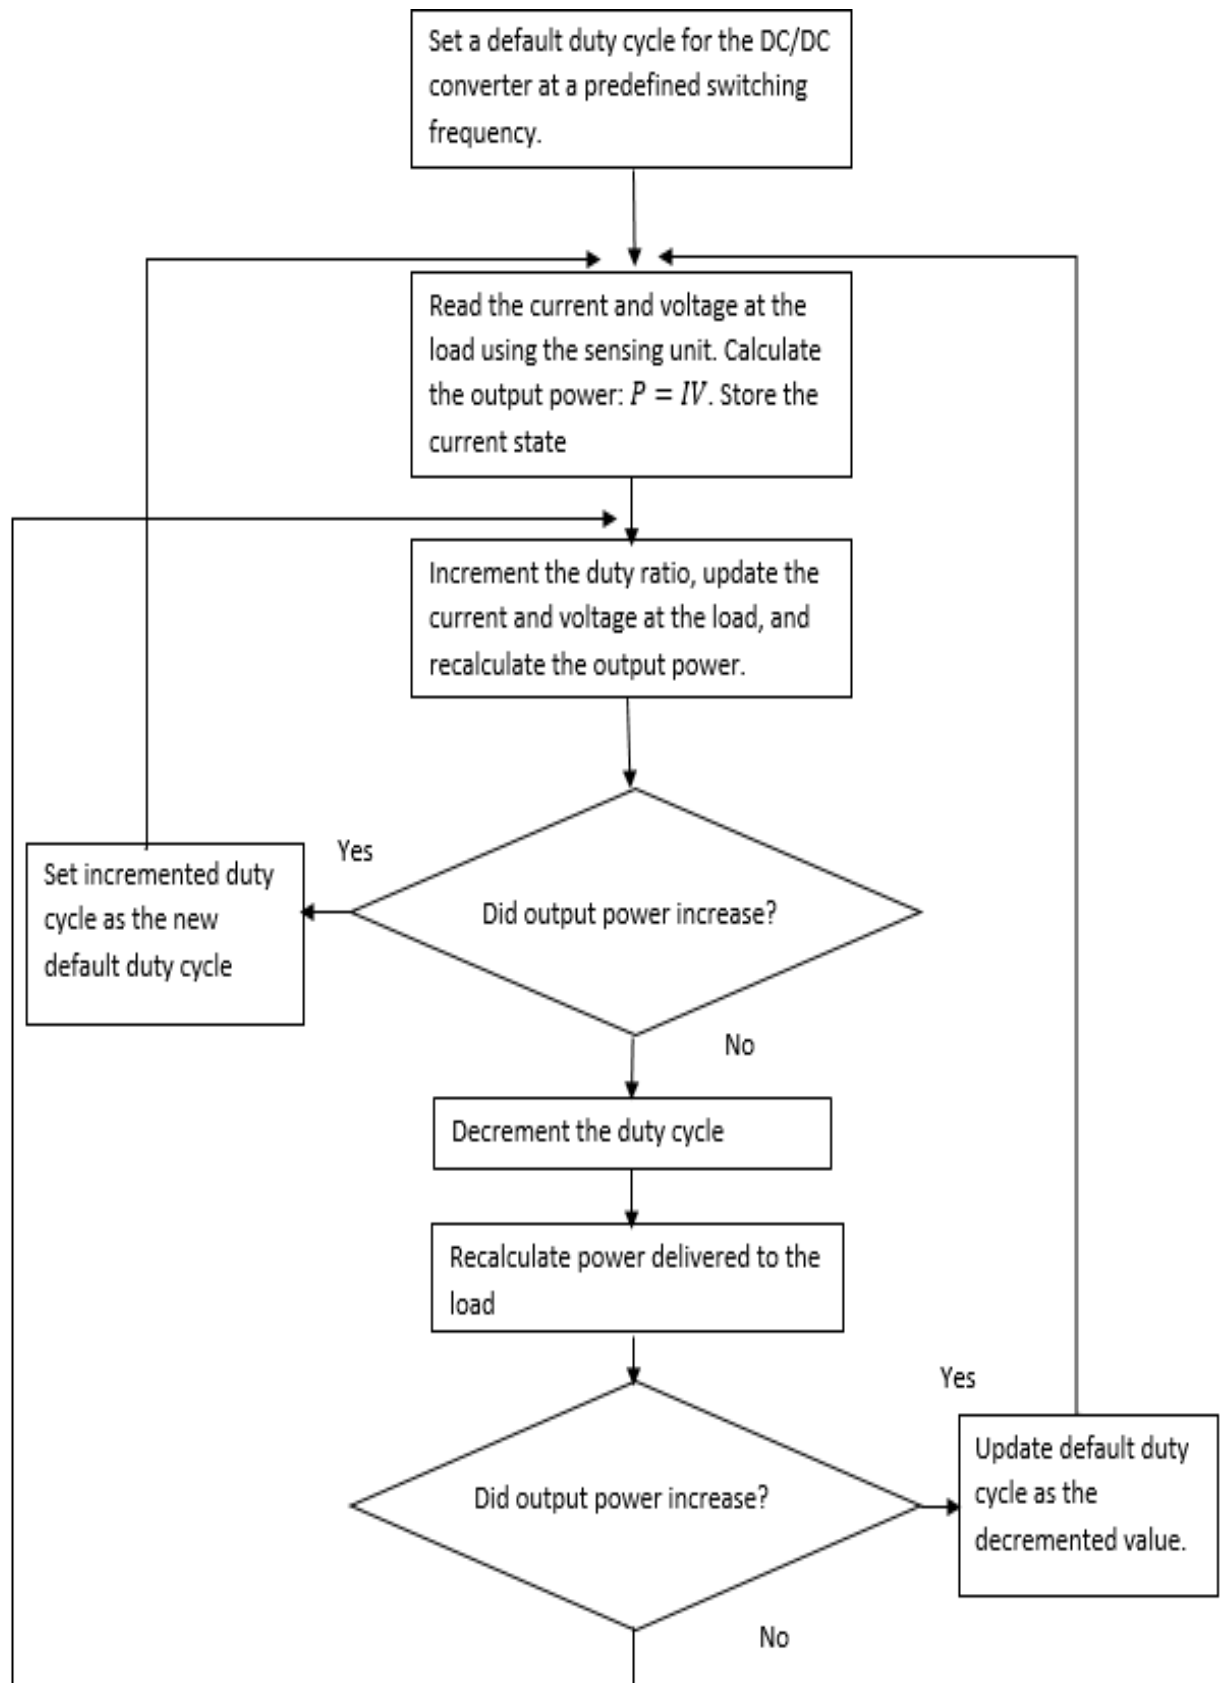 Set a default duty cycle for the DC/DC
converter at a predefined switching
frequency.
Read the current and voltage at the
load using the sensing unit. Calculate
the output power: P = IV. Store the
current state
Increment the duty ratio, update the
current and voltage at the load, and
recalculate the output power.
Yes
Set incremented duty
cycle as the new
default duty cycle
Did output power increase?
No
Decrement the duty cycle
Recalculate power delivered to the
load
Yes
Did output power increase?
Update default duty
cycle as the
decremented value.
No